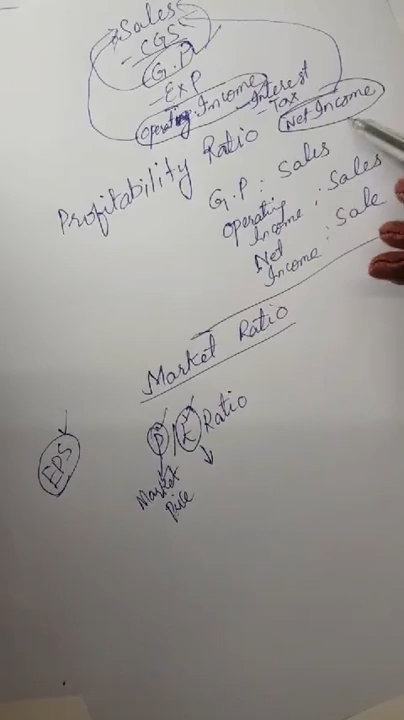 Sales
- CGS
G.P
- Exp
Operating Income - Interest
- Tax
Net Income
Profitability Ratio
G.P : Sales
Operating Income : Sales
Net Income : Sale
Market Ratio
P/E Ratio
EPS
Market Price